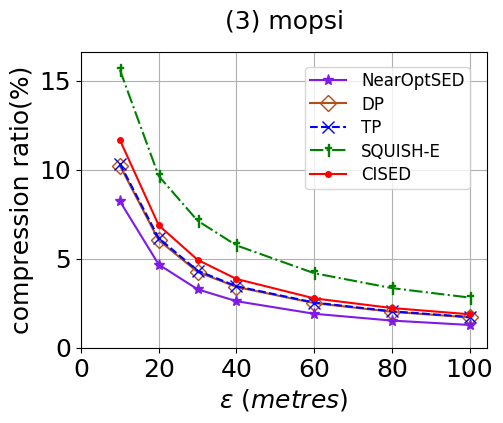 (3) mopsi
compression ratio(%)
15
10
5
0
NearOptSED
DP
TP
SQUISH-E
CISED
0 20 40 60 80 100
ε (metres)